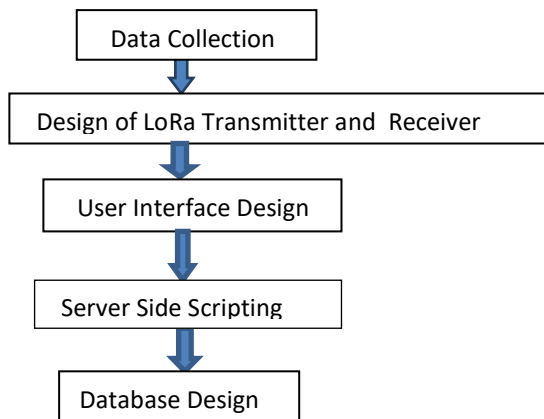 Data Collection
Design of LoRa Transmitter and Receiver
User Interface Design
Server Side Scripting
Database Design